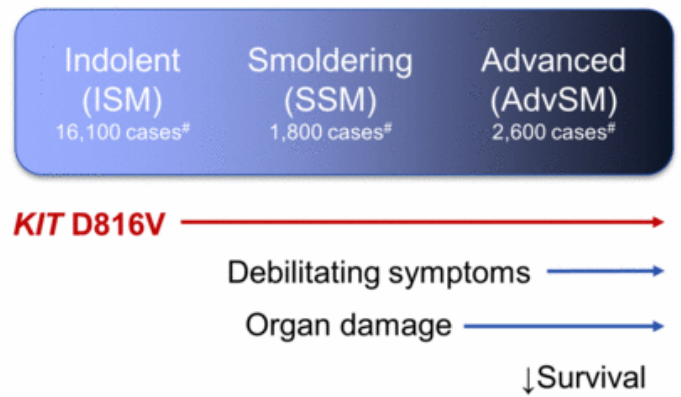 Indolent
(ISM)
16,100 cases#
Smoldering
(SSM)
1,800 cases#
Advanced
(AdvSM)
2,600 cases#
KIT D816V
Debilitating symptoms
Organ damage
↓Survival